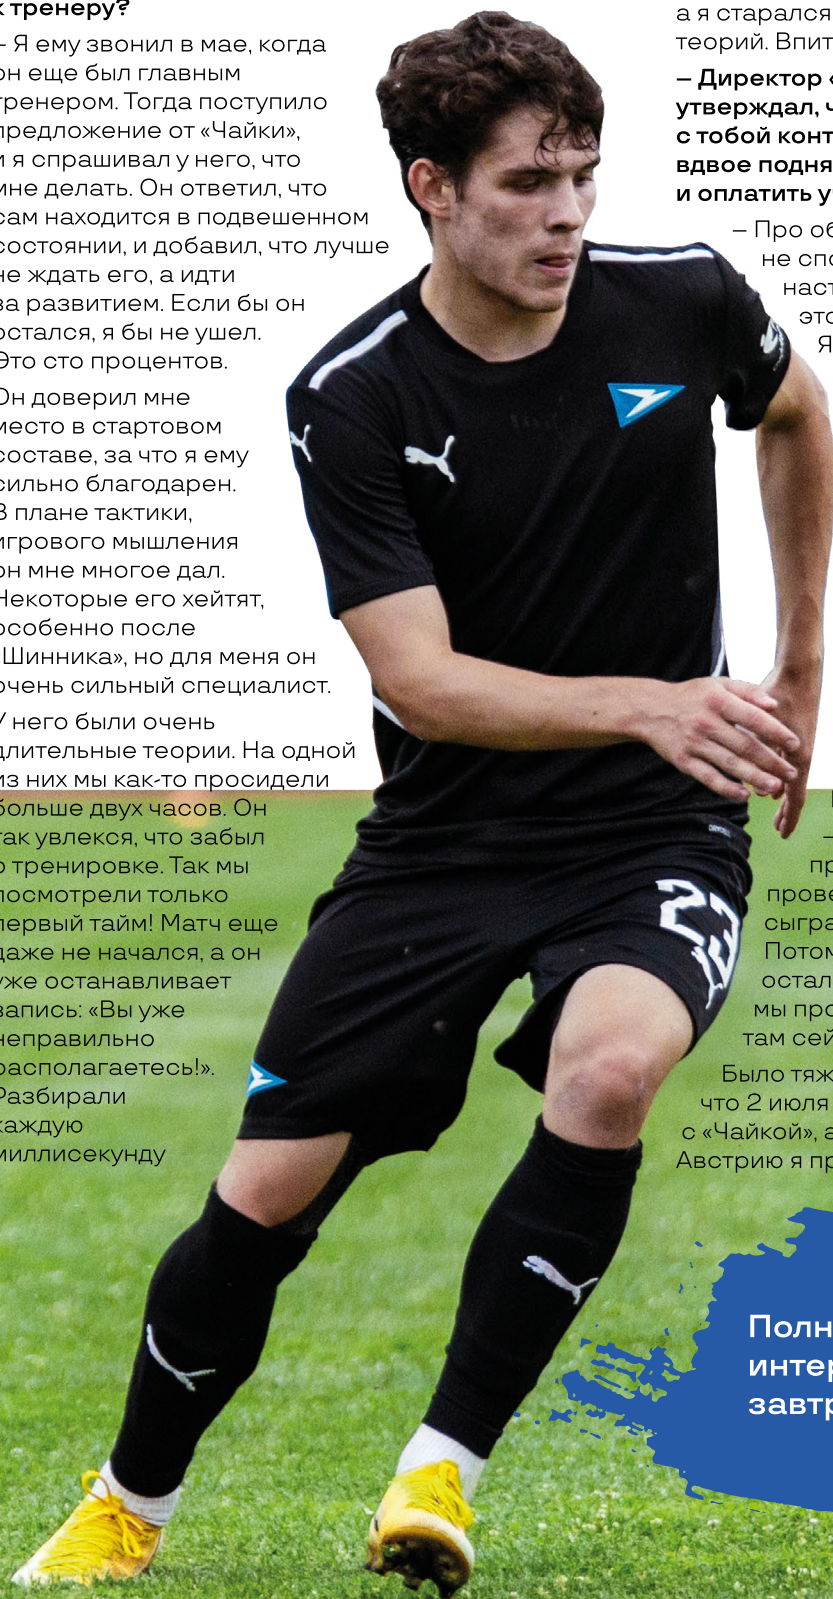 к тренеру?
– Я ему звонил в мае, когда
он еще был главным
тренером. Тогда поступило
предложение от «Чайки»,
и я спрашивал у него, что
мне делать. Он ответил, что
сам находится в подвешенном
состоянии, и добавил, что лучше
не ждать его, а идти
за развитием. Если бы он
остался, я бы не ушел.
Это сто процентов.
Он доверил мне
место в стартовом
составе, за что я ему
сильно благодарен.
В плане тактики,
игрового мышления
он мне многое дал.
Некоторые его хейтят,
особенно после
«Шинника», но для меня он
очень сильный специалист.
У него были очень
длительные теории. На одной
из них мы как-то просидели
больше двух часов. Он
так увлекся, что забыл
о тренировке. Так мы
посмотрели только
первый тайм! Матч еще
даже не начался, а он
уже останавливает
запись: «Вы уже
неправильно
располагаетесь!».
Разбирали
каждую
миллисекунду
а я старался
теорий. Впит
– Директор «
утверждал, ч
с тобой конт
вдвое подня
и оплатить у
– Про об
не спо
наст
это
Я
–
пр
прове
сыгра
Потом
остал
мы про
там сей
Было тяж
что 2 июля
с «Чайкой», а
Австрию я пр
23
Полн
интер
завтр